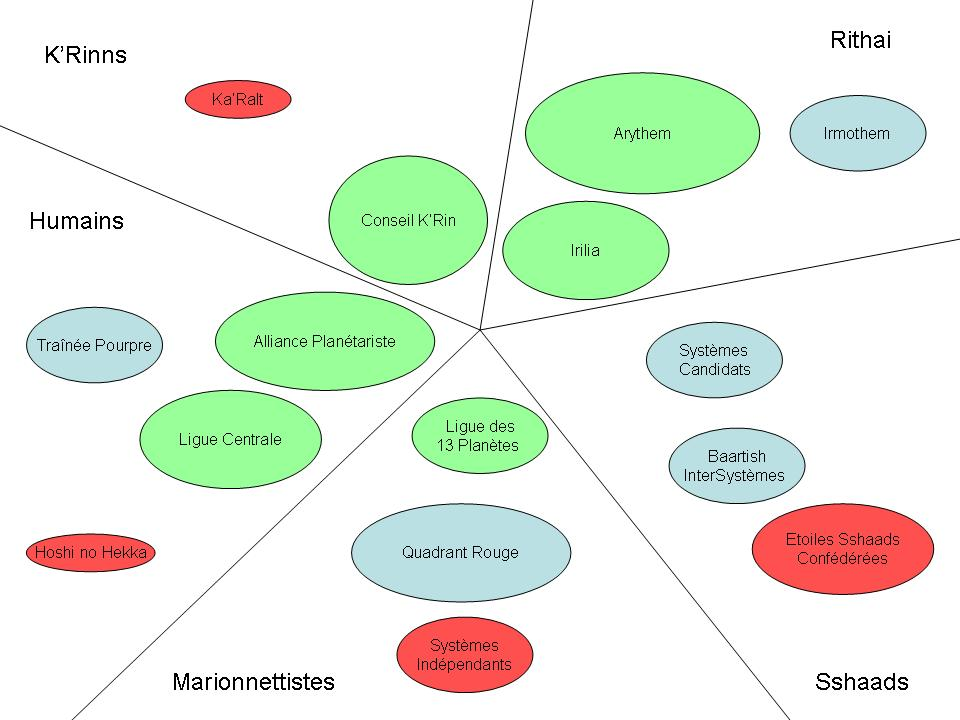 K'Rinns
Rithai
Ka'Ralt
Arythem
Irmothem
Conseil K'Rin
Humains
Irilia
Traînée Pourpre
Alliance Planétariste
Systèmes
Candidats
Ligue Centrale
Ligue des
13 Planètes
Baartish
InterSystèmes
Hoshi no Hekka
Quadrant Rouge
Etoiles Sshaads
Confédérées
Systèmes
Indépendants
Marionnettistes
Sshaads